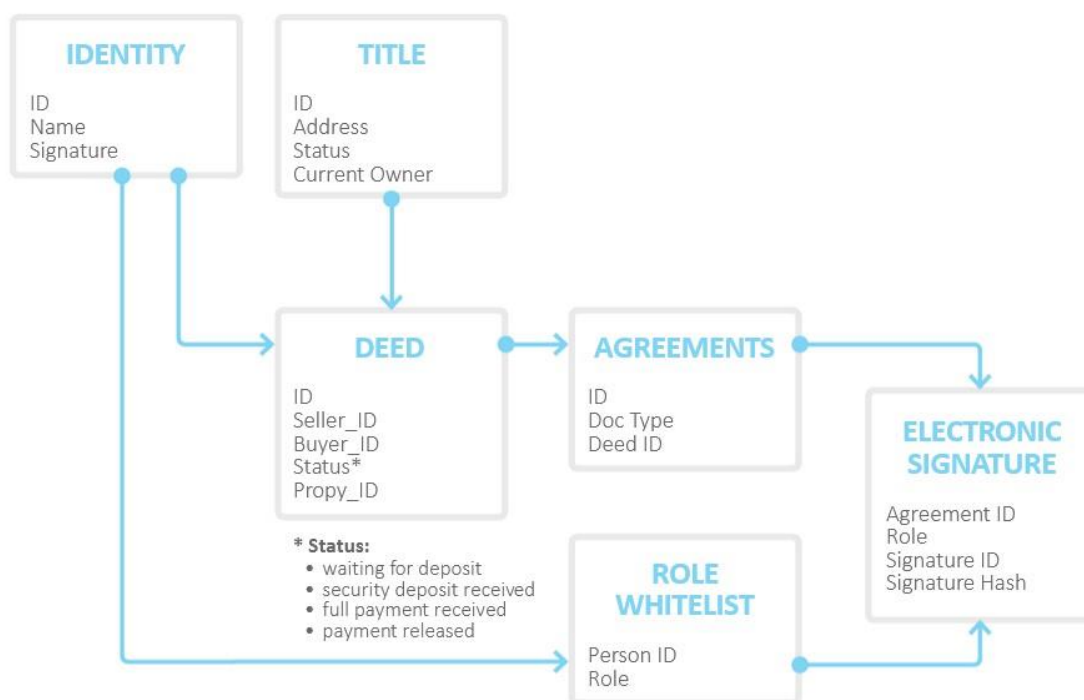 IDENTITY
ID
Name
Signature
TITLE
ID
Address
Status
Current Owner
DEED
ID
Seller_ID
Buyer_ID
Status*
Propy_ID
* Status:
• waiting for deposit
• security deposit received
• full payment received
• payment released
AGREEMENTS
ID
Doc Type
Deed ID
ROLE
WHITELIST
Person ID
Role
ELECTRONIC
SIGNATURE
Agreement ID
Role
Signature ID
Signature Hash